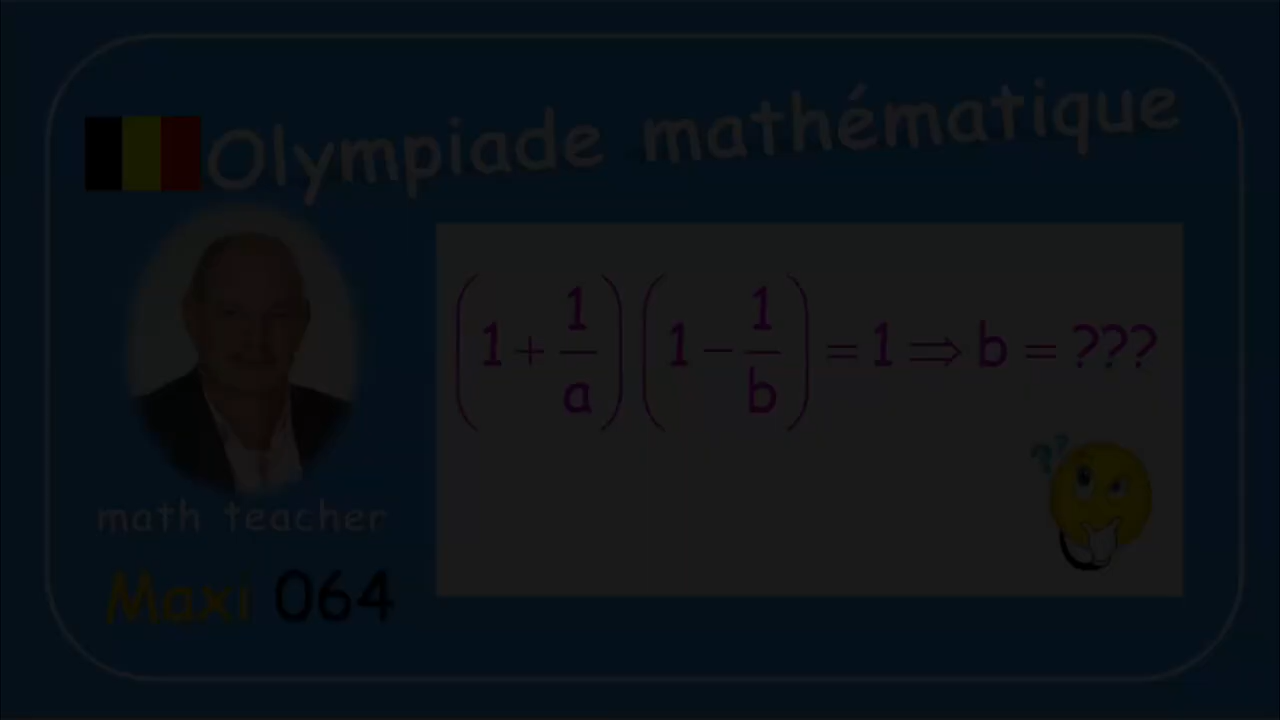 Olympiade mathématique
(1 + 1/a) (1 - 1/b) = 1 ⇒ b = ???
??
math teacher
Maxi 064